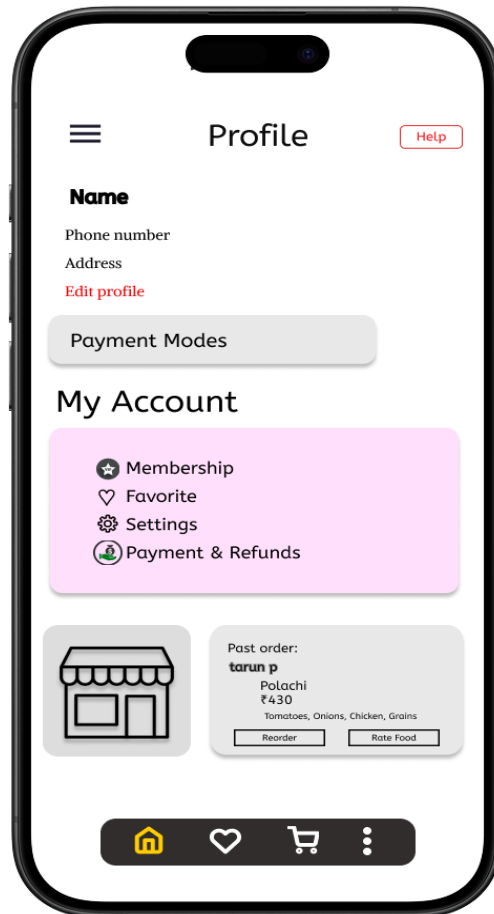 Profile
Help
Name
Phone number
Address
Edit profile
Payment Modes
My Account
Membership
Favorite
Settings
Payment & Refunds
Past order:
tarun p
Polachi
₹430
Tomatoes, Onions, Chicken, Grains
Reorder
Rate Food